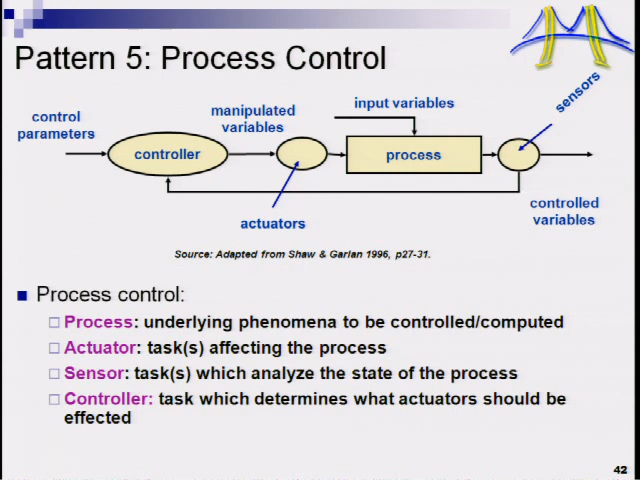 Pattern 5: Process Control
sensors
control
parameters
manipulated
variables
input variables
controller
process
actuators
controlled
variables
Source: Adapted from Shaw & Garlan 1996, p27-31.
Process control:
Process: underlying phenomena to be controlled/computed
Actuator: task(s) affecting the process
Sensor: task(s) which analyze the state of the process
Controller: task which determines what actuators should be
effected
42